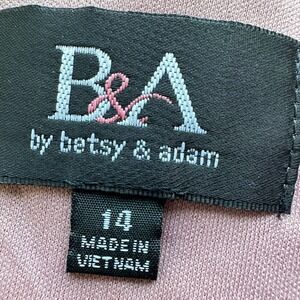 B&A
by betsy & adam
14
MADE IN
VIETNAM